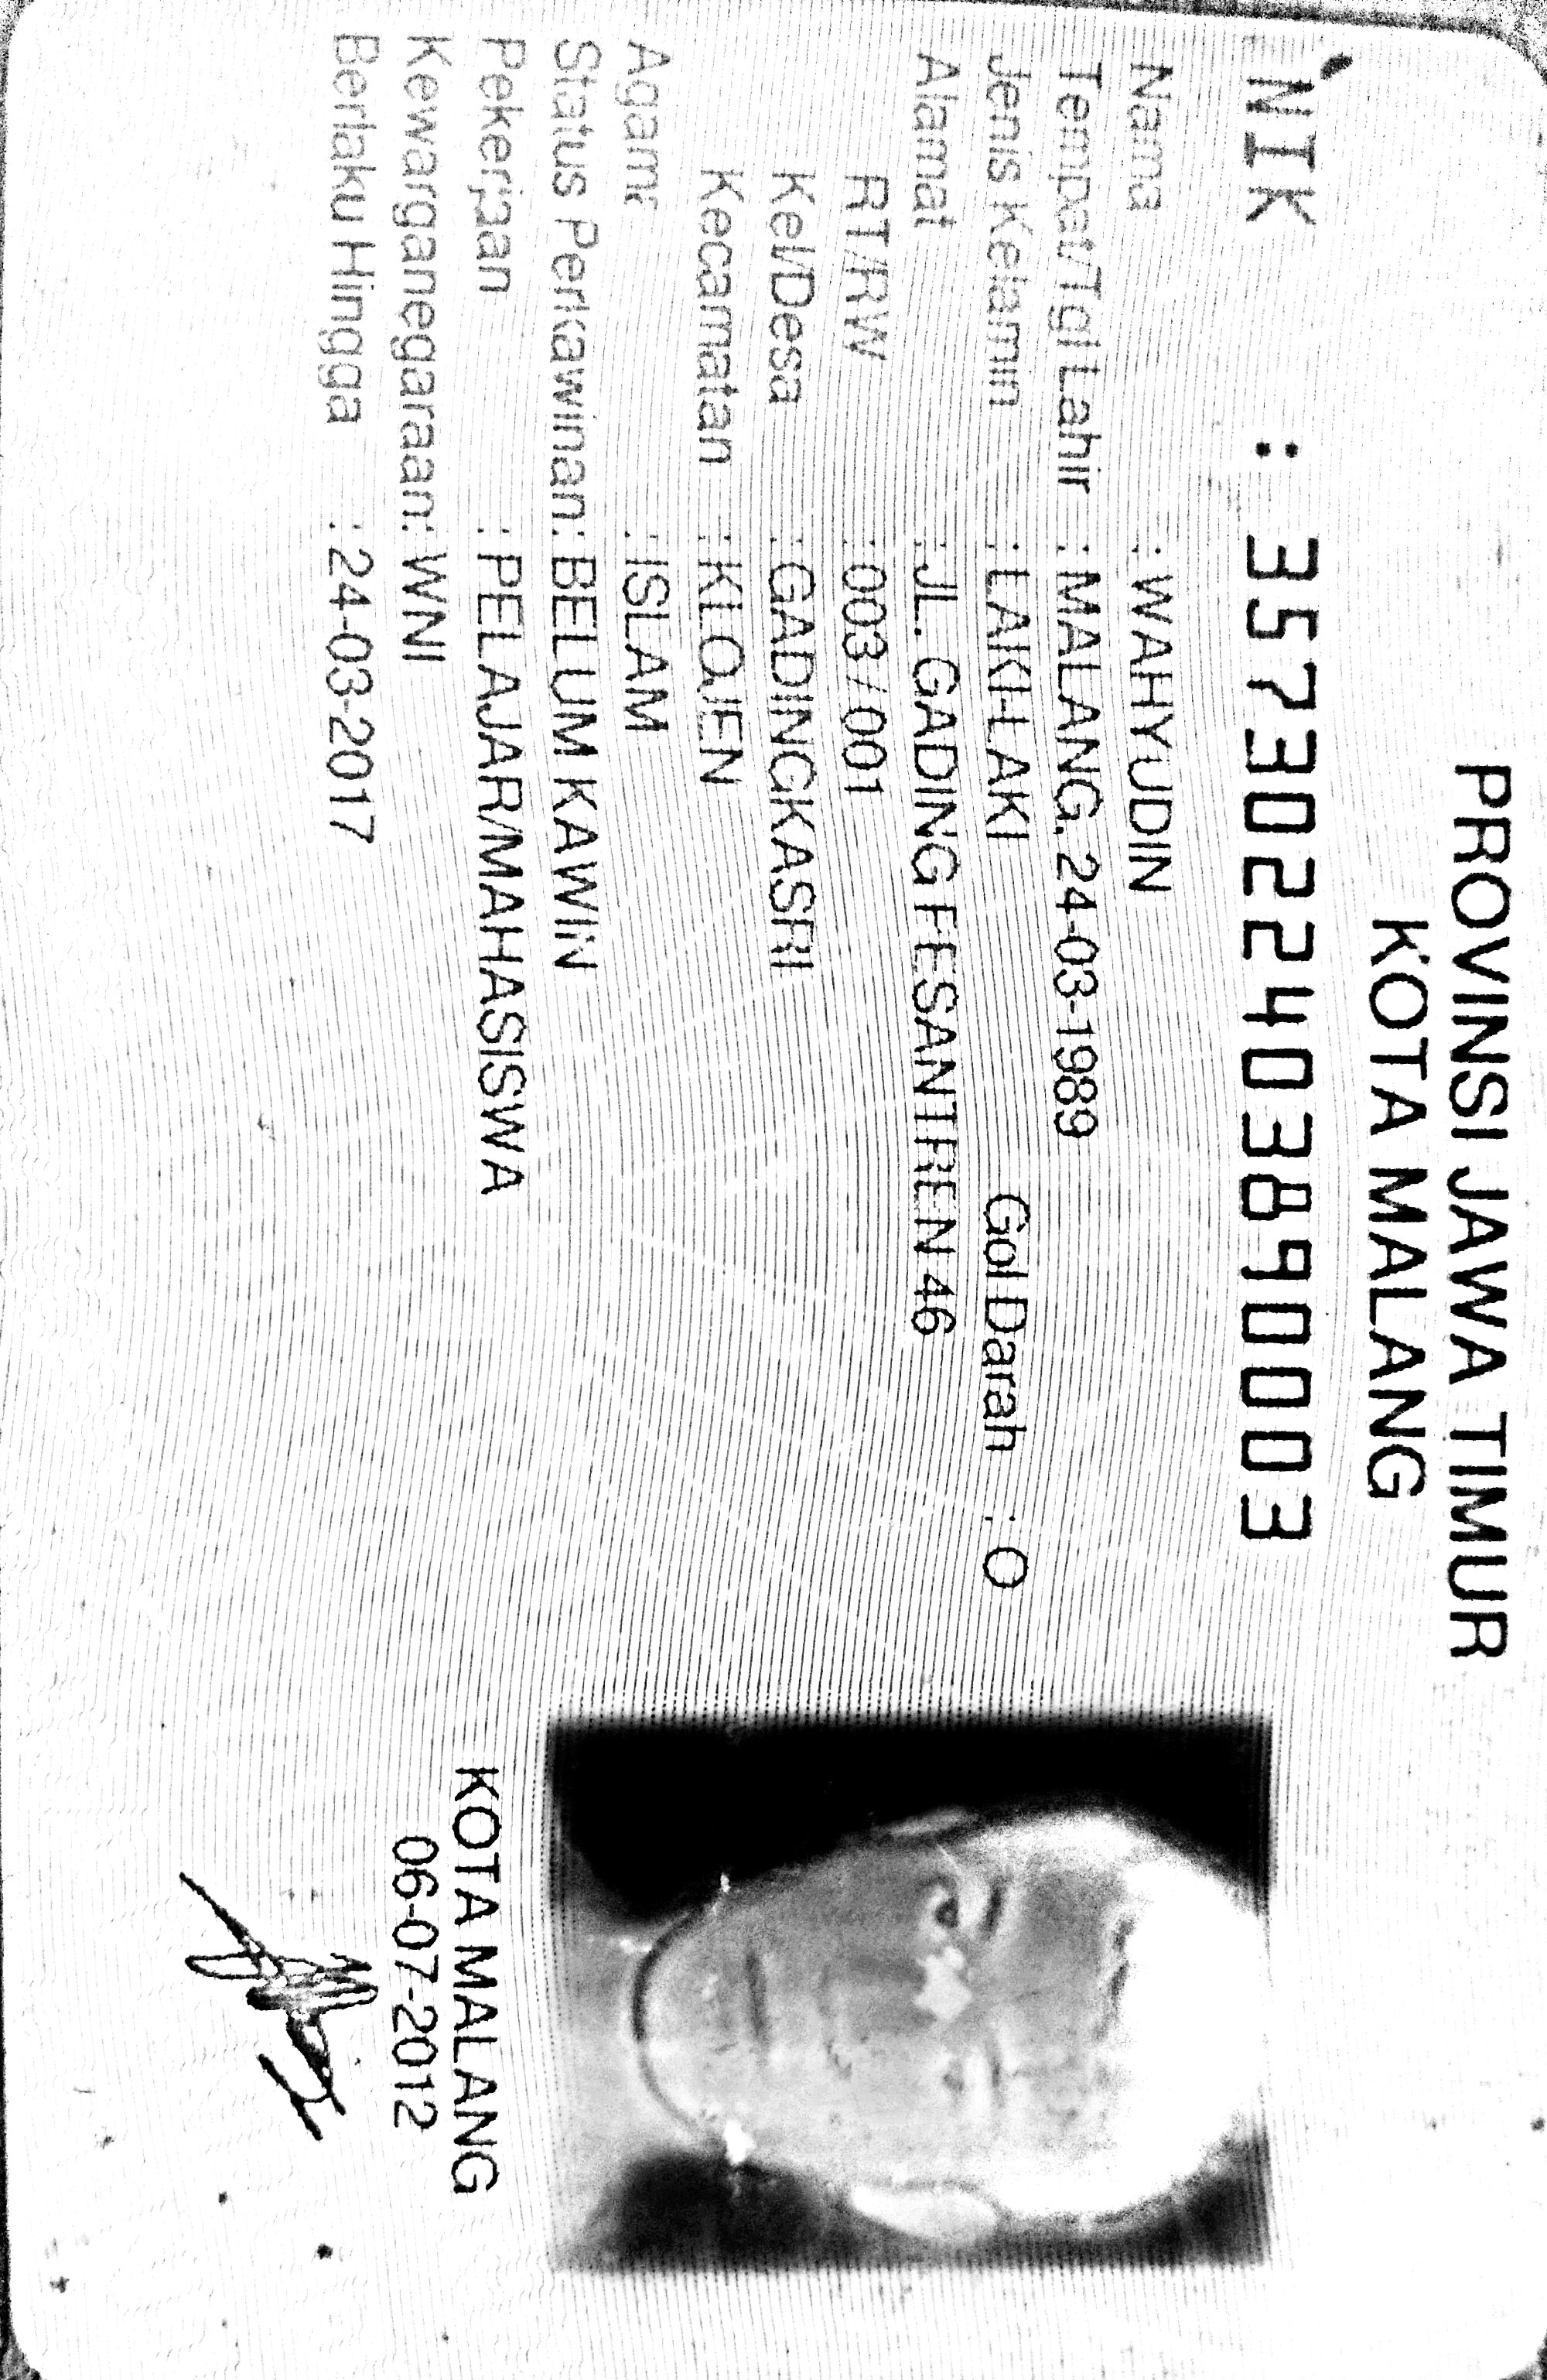 PROVINSI JAWA TIMUR
KOTA MALANG
NIK : 3573022403890003
Nama : WAHYUDIN
Tempat/Tgl Lahir : MALANG, 24-03-1989
Jenis Kelamin : LAKI-LAKI Gol Darah : O
Alamat : JL. GADING PESANTREN 46
RT/RW : 003 / 001
Kel/Desa : GADINGKASRI
Kecamatan : KLOJEN
Agama : ISLAM
Status Perkawinan : BELUM KAWIN
Pekerjaan : PELAJAR/MAHASISWA
Kewarganegaraan : WNI
Berlaku Hingga : 24-03-2017
KOTA MALANG
06-07-2012